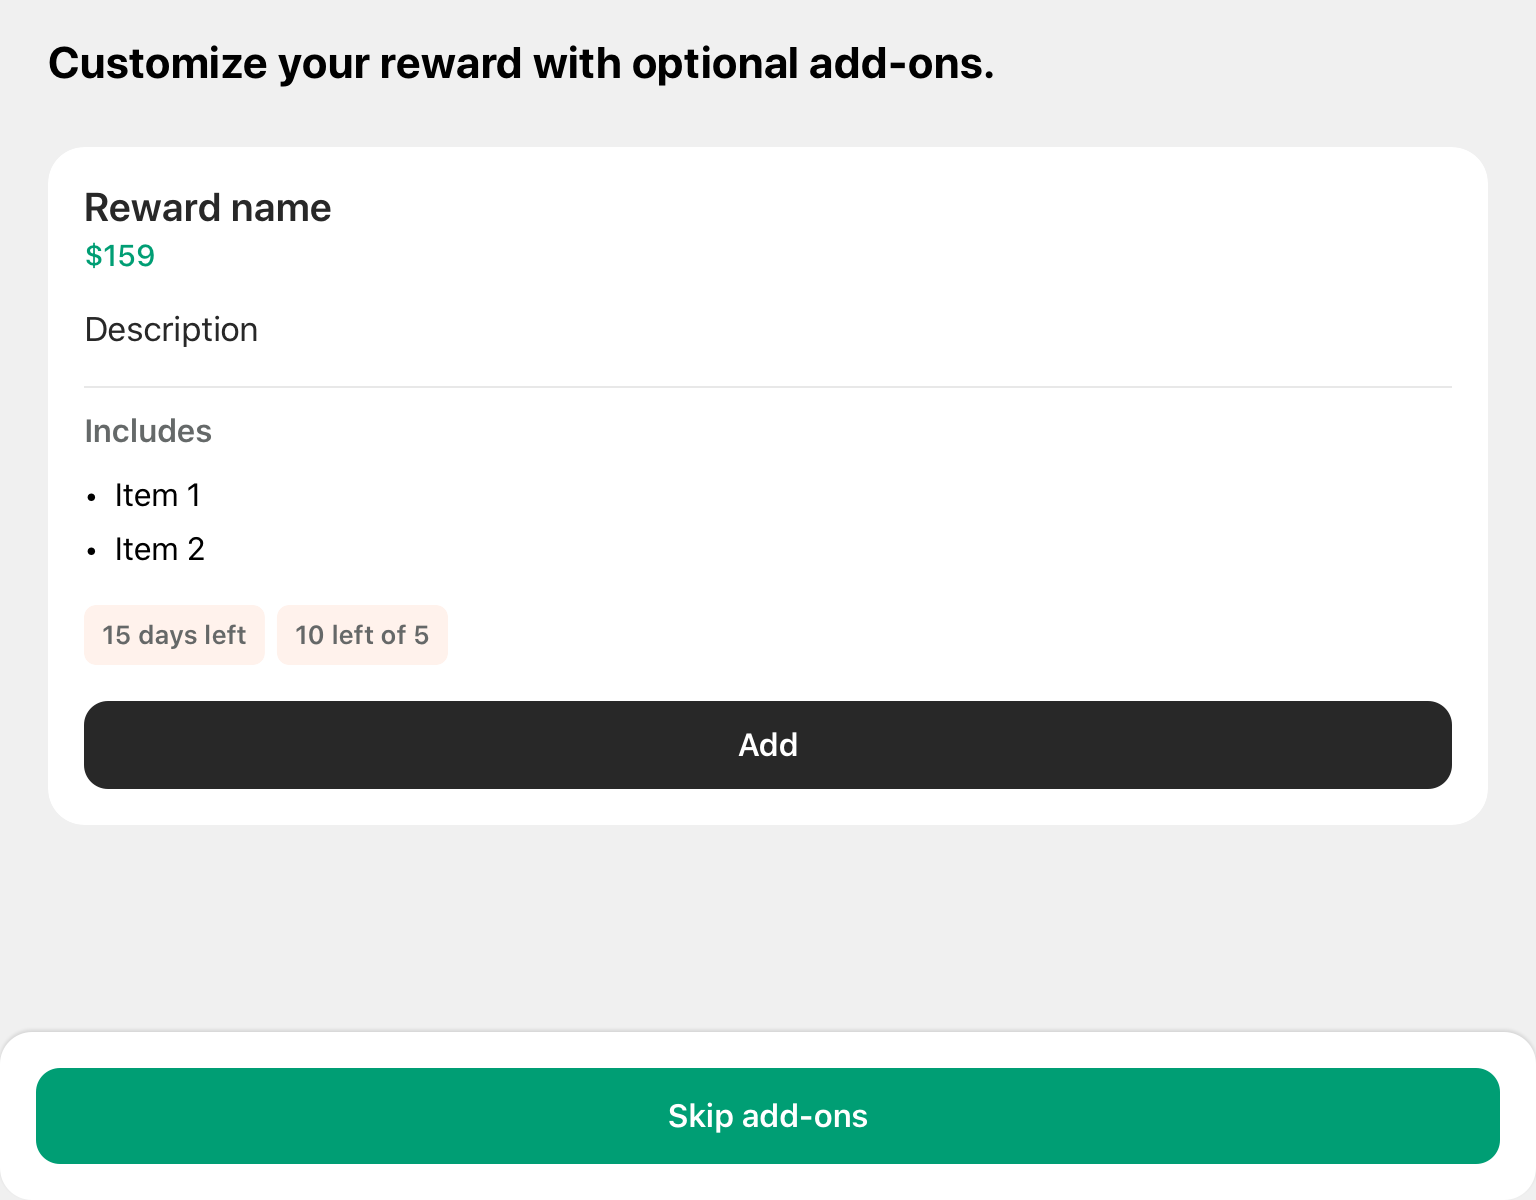 Customize your reward with optional add-ons.
Reward name
$159
Description
Includes
• Item 1
• Item 2
15 days left
10 left of 5
Add
Skip add-ons